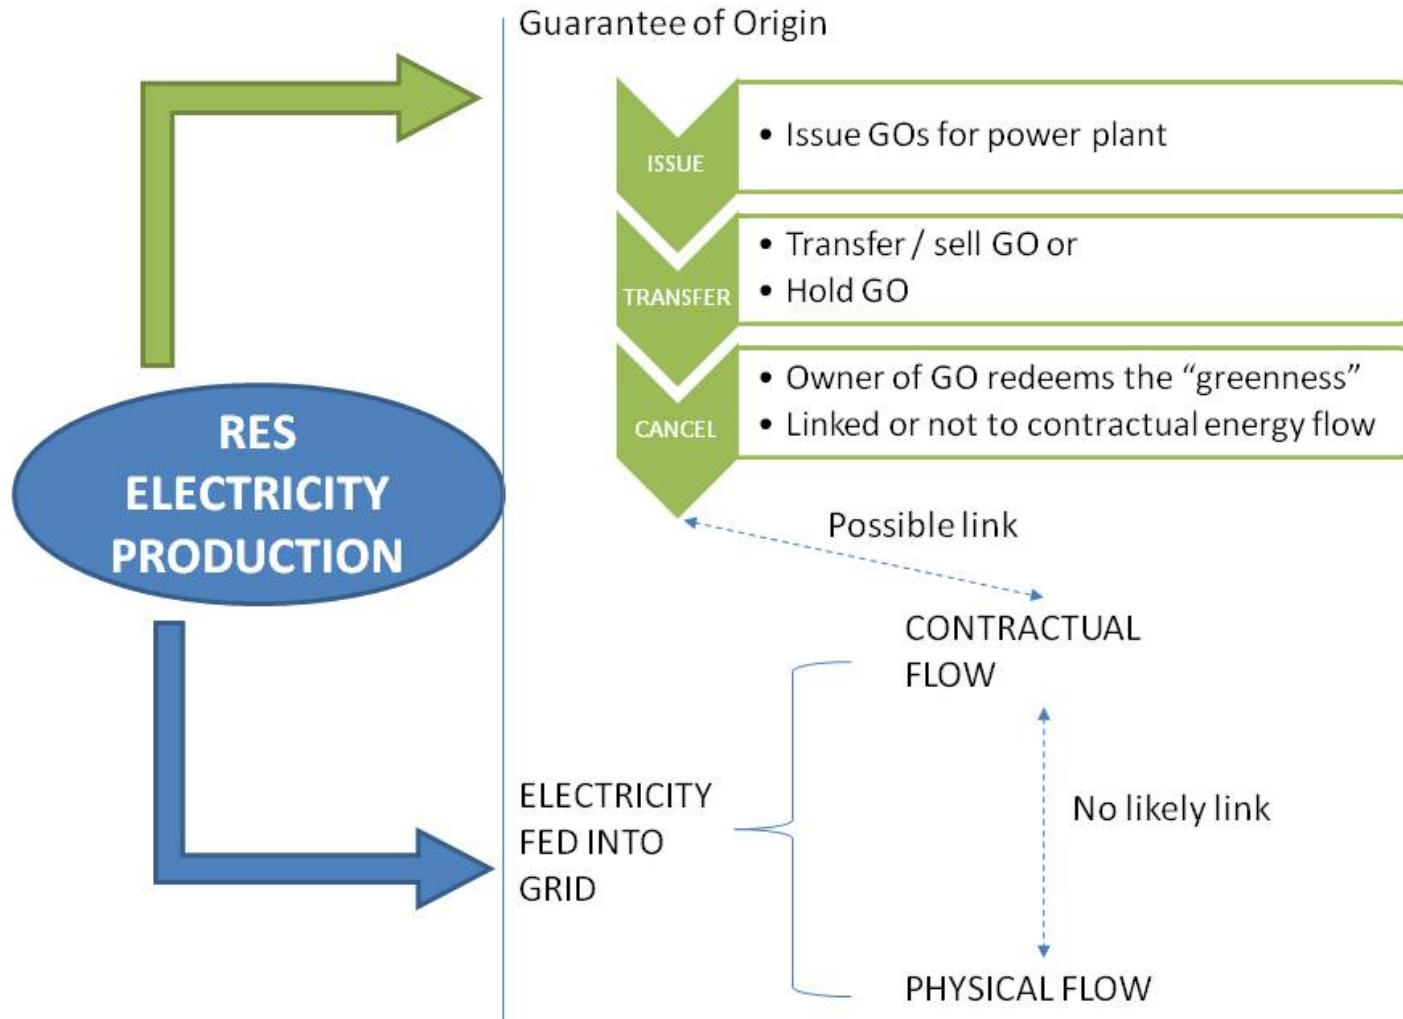 Guarantee of Origin
ISSUE
• Issue GOs for power plant
TRANSFER
• Transfer / sell GO or
• Hold GO
CANCEL
• Owner of GO redeems the “greenness”
• Linked or not to contractual energy flow
RES
ELECTRICITY
PRODUCTION
Possible link
CONTRACTUAL
FLOW
ELECTRICITY
FED INTO
GRID
No likely link
PHYSICAL FLOW